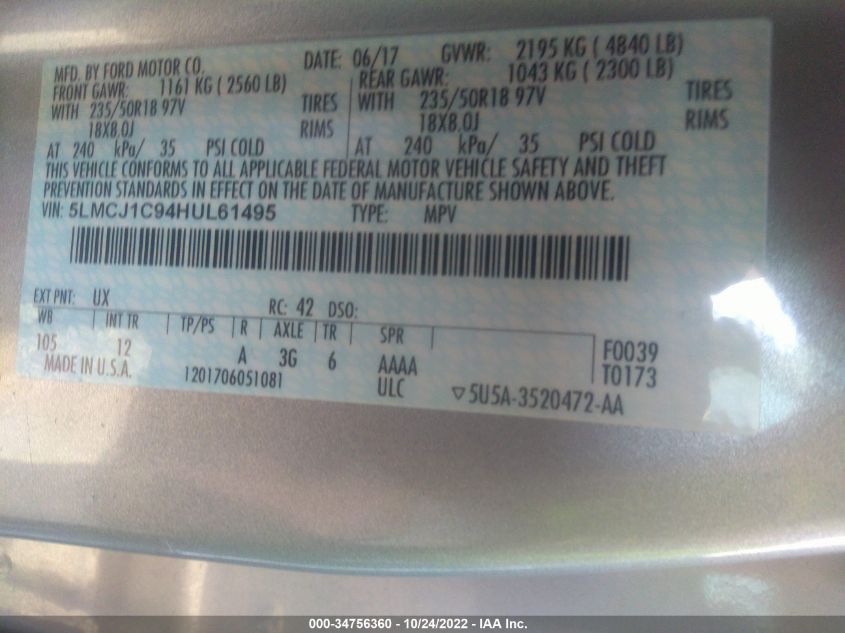 MFD. BY FORD MOTOR CO. DATE: 06/17 GVWR: 2195 KG ( 4840 LB)
FRONT GAWR: 1161 KG ( 2560 LB) REAR GAWR: 1043 KG ( 2300 LB)
WITH 235/50R18 97V TIRES WITH 235/50R18 97V TIRES
18X8.0J RIMS 18X8.0J RIMS
AT 240 kPa/ 35 PSI COLD AT 240 kPa/ 35 PSI COLD
THIS VEHICLE CONFORMS TO ALL APPLICABLE FEDERAL MOTOR VEHICLE SAFETY AND THEFT
PREVENTION STANDARDS IN EFFECT ON THE DATE OF MANUFACTURE SHOWN ABOVE.
VIN: 5LMCJ1C94HUL61495 TYPE: MPV
EXT PNT: UX RC: 42 DSO:
WB INT TR TP/PS R AXLE TR SPR
105 12 A 3G 6 AAAA F0039
MADE IN U.S.A. 1201706051081 ULC T0173
▽5U5A-3520472-AA
000-34756360 - 10/24/2022 - IAA Inc.